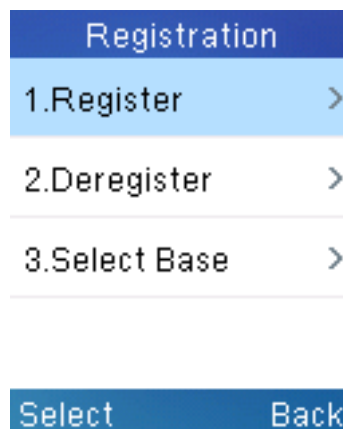 Registration
1.Register
2.Deregister
3.Select Base
Select Back